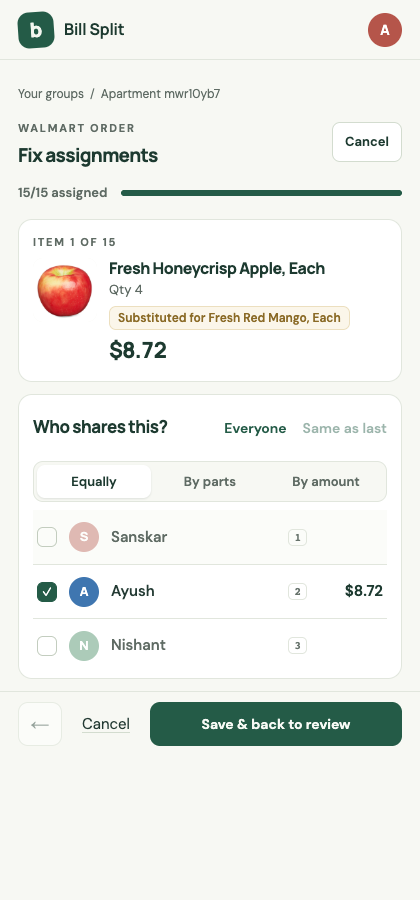 b Bill Split A
Your groups / Apartment mwr10yb7
WALMART ORDER
Fix assignments
Cancel
15/15 assigned
ITEM 1 OF 15
Fresh Honeycrisp Apple, Each
Qty 4
Substituted for Fresh Red Mango, Each
$8.72
Who shares this? Everyone Same as last
Equally By parts By amount
S Sanskar 1
A Ayush 2 $8.72
N Nishant 3
← Cancel Save & back to review